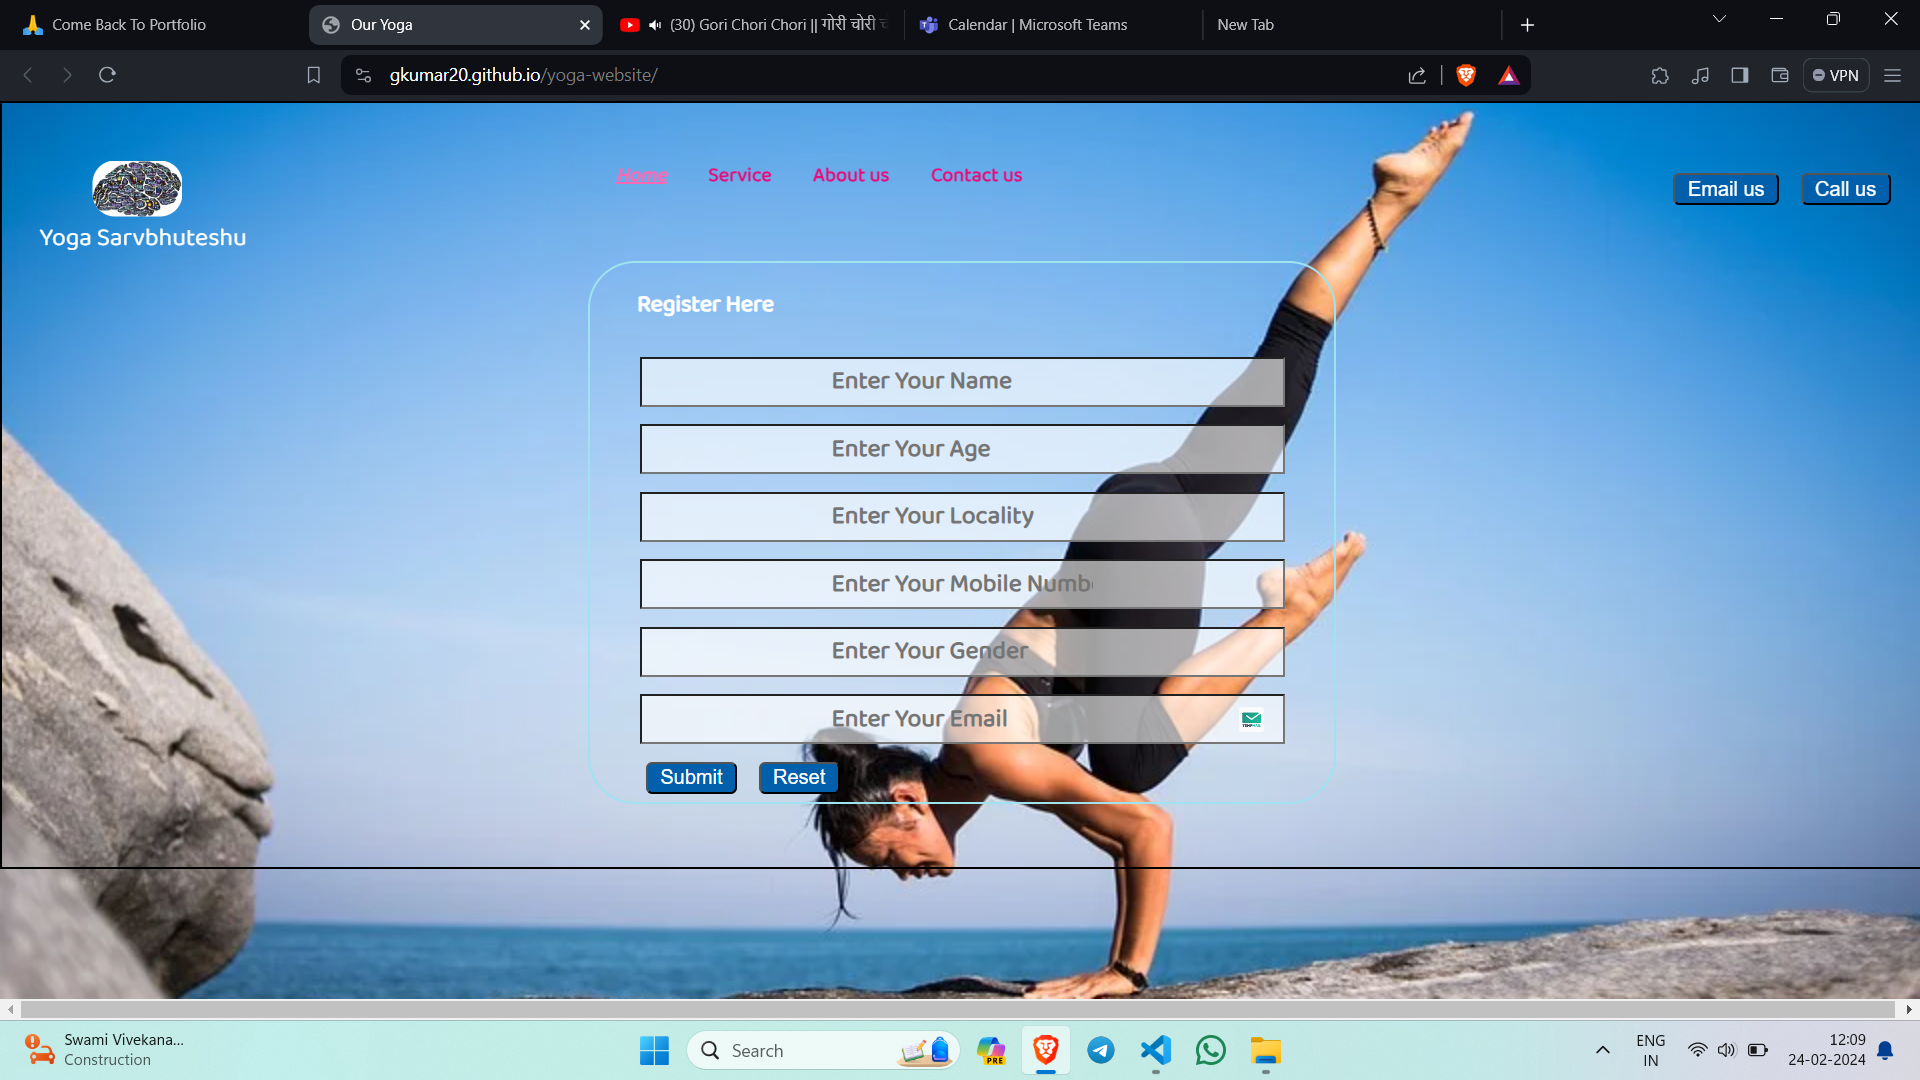 Come Back To Portfolio
Our Yoga
(30) Gori Chori Chori || गोरी चोरी
Calendar | Microsoft Teams
New Tab
gkumar20.github.io/yoga-website/
VPN
Home
Service
About us
Contact us
Email us
Call us
Yoga Sarvbhuteshu
Register Here
Enter Your Name
Enter Your Age
Enter Your Locality
Enter Your Mobile Numb
Enter Your Gender
Enter Your Email
Submit
Reset
Swami Vivekana...
Construction
Search
PRE
ENG
IN
12:09
24-02-2024